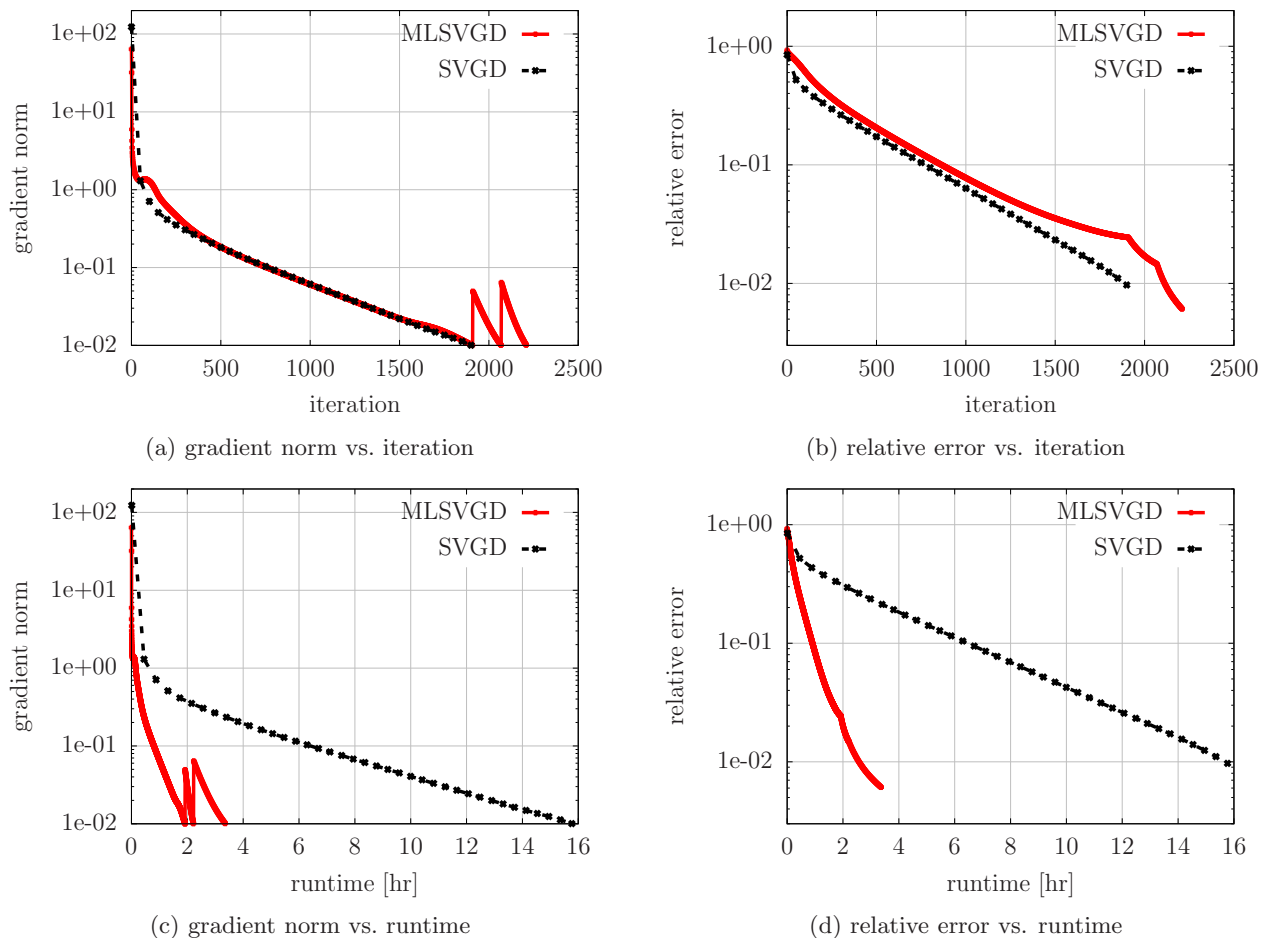 1e+02
1e+01
1e+00
1e-01
1e-02
gradient norm
MLSVGD
SVGD
0 500 1000 1500 2000 2500
iteration
(a) gradient norm vs. iteration
1e+00
1e-01
1e-02
relative error
MLSVGD
SVGD
0 500 1000 1500 2000 2500
iteration
(b) relative error vs. iteration
1e+02
1e+01
1e+00
1e-01
1e-02
gradient norm
MLSVGD
SVGD
0 2 4 6 8 10 12 14 16
runtime [hr]
(c) gradient norm vs. runtime
1e+00
1e-01
1e-02
relative error
MLSVGD
SVGD
0 2 4 6 8 10 12 14 16
runtime [hr]
(d) relative error vs. runtime